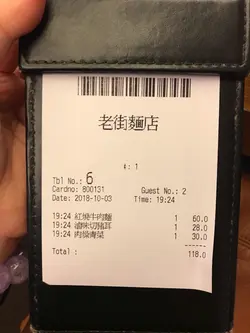 老街麵店
#: 1
Tbl No.: 6
Cardno: 800131 Guest No.: 2
Date: 2018-10-03 Time: 19:24
19:24 紅燒牛肉麵 1 60.0
19:24 滷味切豬耳 1 28.0
19:24 肉燥青菜 1 30.0
Total : 118.0